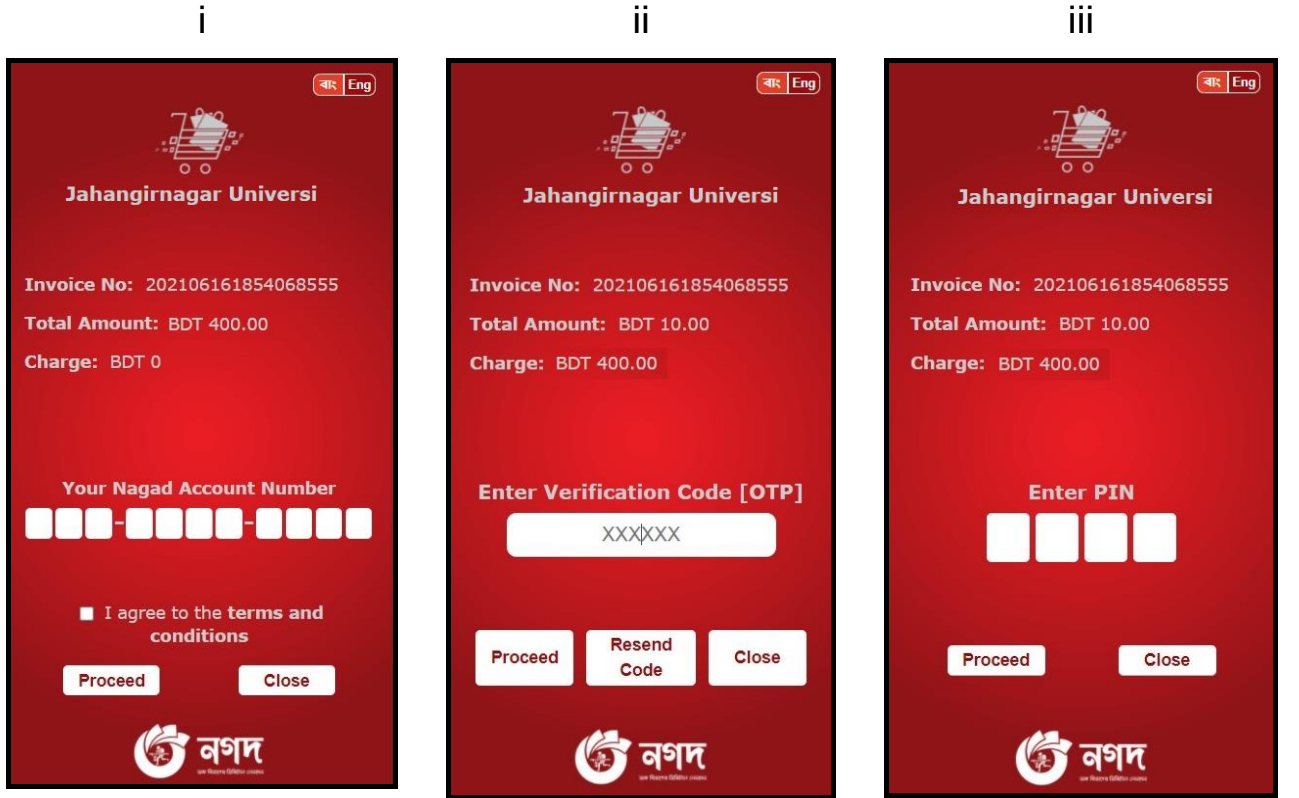 i
বাং Eng
Jahangirnagar Universi
Invoice No: 202106161854068555
Total Amount: BDT 400.00
Charge: BDT 0
Your Nagad Account Number
I agree to the terms and
conditions
Proceed Close
নগদ
ii
বাং Eng
Jahangirnagar Universi
Invoice No: 202106161854068555
Total Amount: BDT 10.00
Charge: BDT 400.00
Enter Verification Code [OTP]
XXXXXX
Proceed Resend Code Close
নগদ
iii
বাং Eng
Jahangirnagar Universi
Invoice No: 202106161854068555
Total Amount: BDT 10.00
Charge: BDT 400.00
Enter PIN
Proceed Close
নগদ